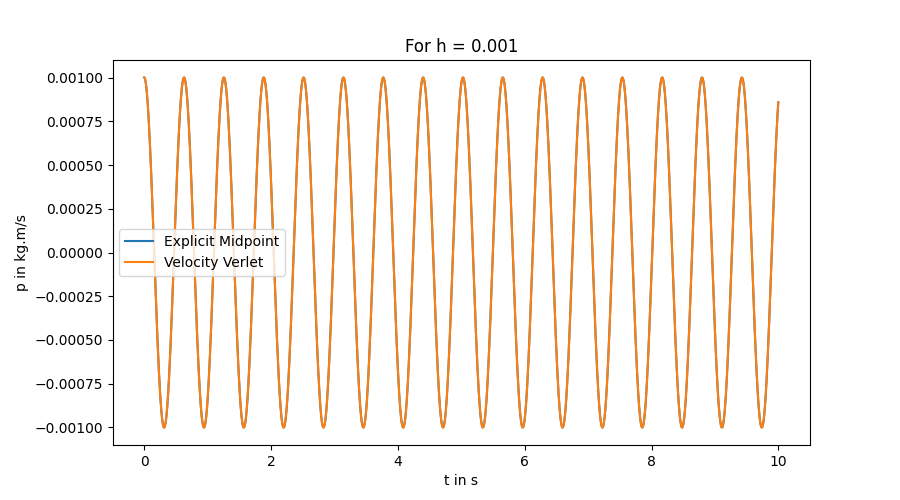 For h = 0.001
0.00100
0.00075
0.00050
0.00025
0.00000
−0.00025
−0.00050
−0.00075
−0.00100
p in kg.m/s
Explicit Midpoint
Velocity Verlet
0 2 4 6 8 10
t in s